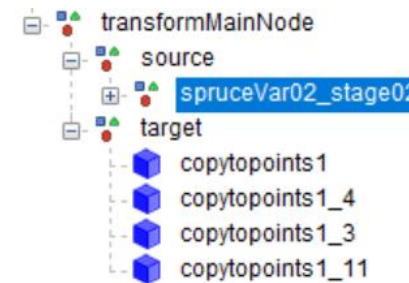 transformMainNode
source
spruceVar02_stage02
target
copytopoints1
copytopoints1_4
copytopoints1_3
copytopoints1_11